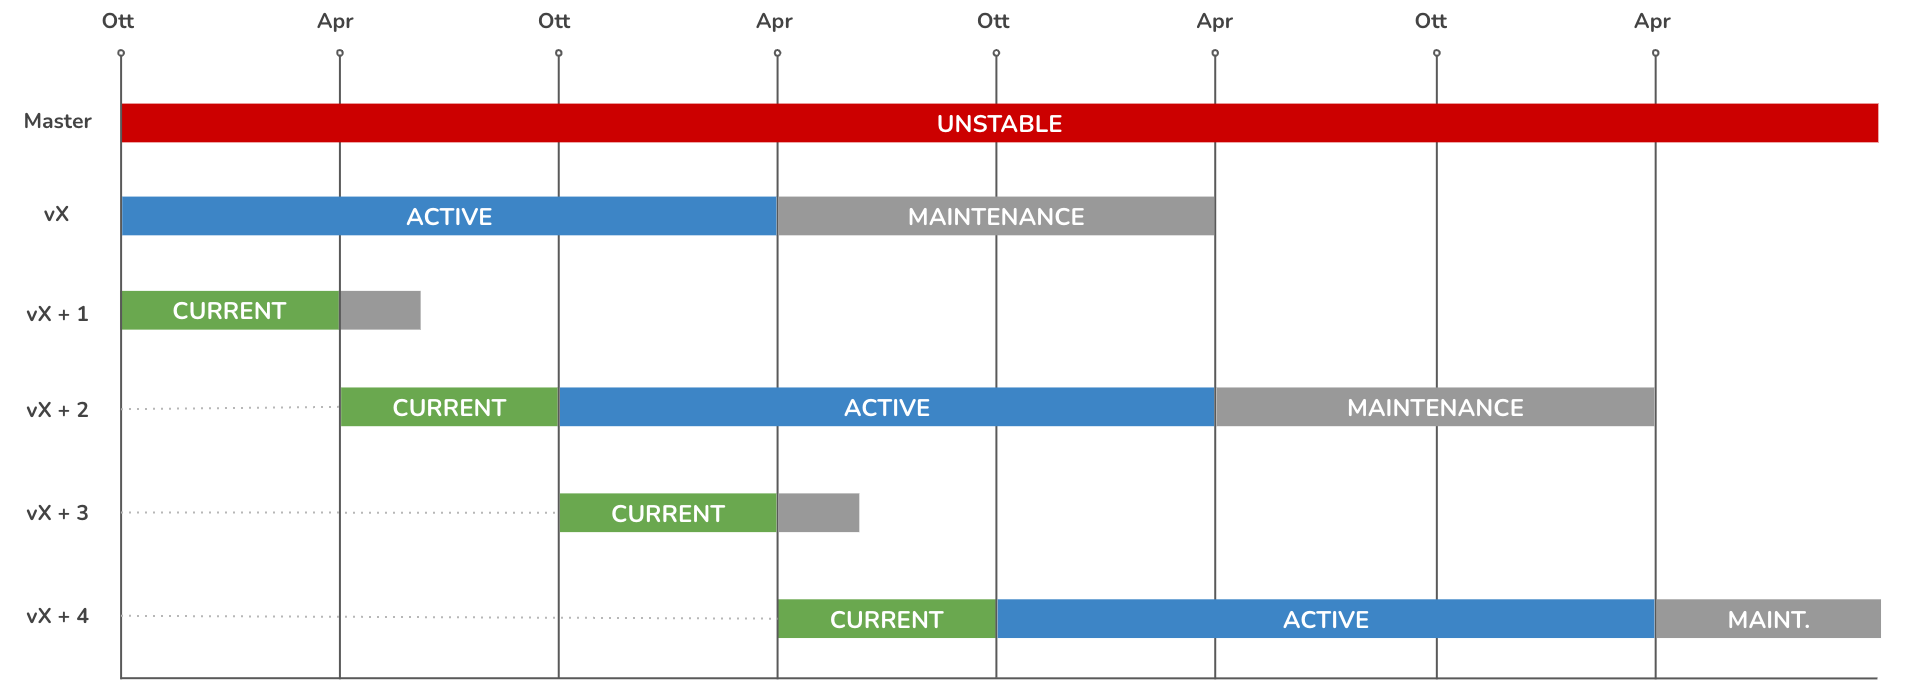 Ott Apr Ott Apr Ott Apr Ott Apr
Master UNSTABLE
vX ACTIVE MAINTENANCE
vX + 1 CURRENT
vX + 2 CURRENT ACTIVE MAINTENANCE
vX + 3 CURRENT
vX + 4 CURRENT ACTIVE MAINT.